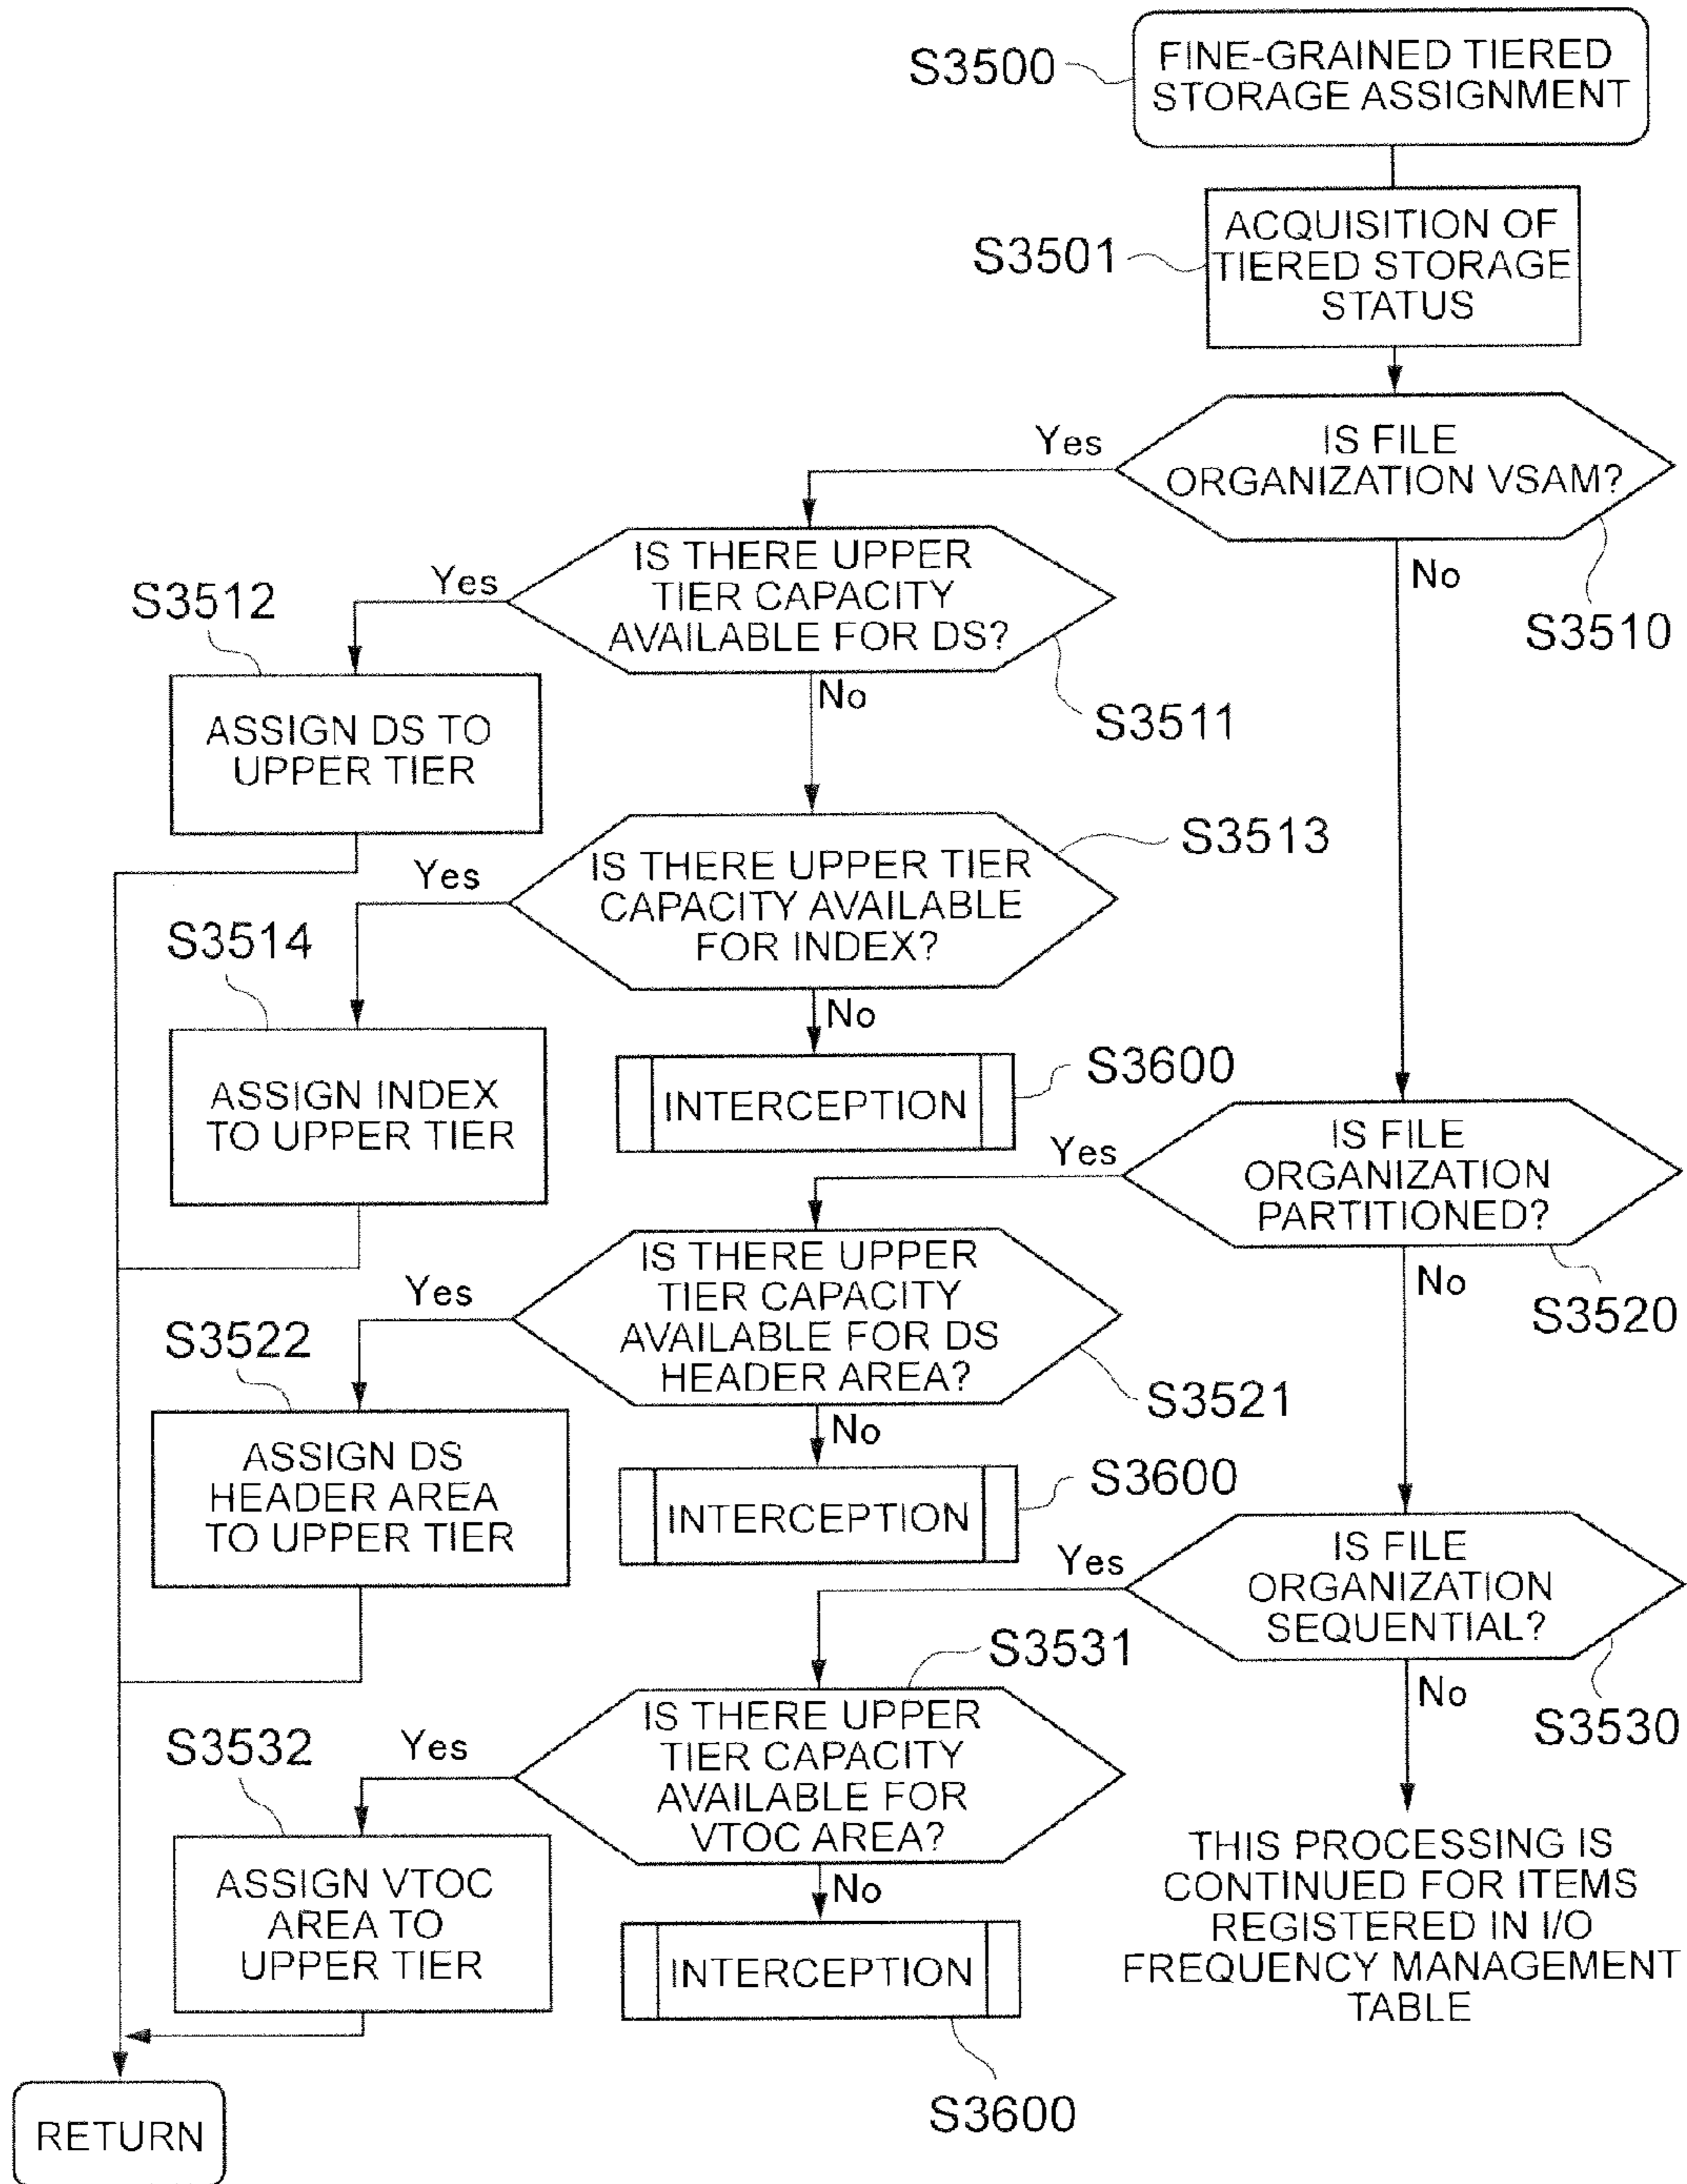 S3500
FINE-GRAINED TIERED
STORAGE ASSIGNMENT
S3501
ACQUISITION OF
TIERED STORAGE
STATUS
Yes
IS FILE
ORGANIZATION VSAM?
No
S3510
Yes
IS THERE UPPER
TIER CAPACITY
AVAILABLE FOR DS?
No
S3511
S3512
ASSIGN DS TO
UPPER TIER
S3513
Yes
IS THERE UPPER TIER
CAPACITY AVAILABLE
FOR INDEX?
No
S3514
ASSIGN INDEX
TO UPPER TIER
INTERCEPTION
S3600
Yes
IS FILE
ORGANIZATION
PARTITIONED?
No
S3520
Yes
IS THERE UPPER
TIER CAPACITY
AVAILABLE FOR DS
HEADER AREA?
No
S3521
S3522
ASSIGN DS
HEADER AREA
TO UPPER TIER
INTERCEPTION
S3600
Yes
IS FILE
ORGANIZATION
SEQUENTIAL?
No
S3530
S3531
Yes
IS THERE UPPER
TIER CAPACITY
AVAILABLE FOR
VTOC AREA?
No
S3532
ASSIGN VTOC
AREA TO
UPPER TIER
INTERCEPTION
S3600
THIS PROCESSING IS
CONTINUED FOR ITEMS
REGISTERED IN I/O
FREQUENCY MANAGEMENT
TABLE
RETURN